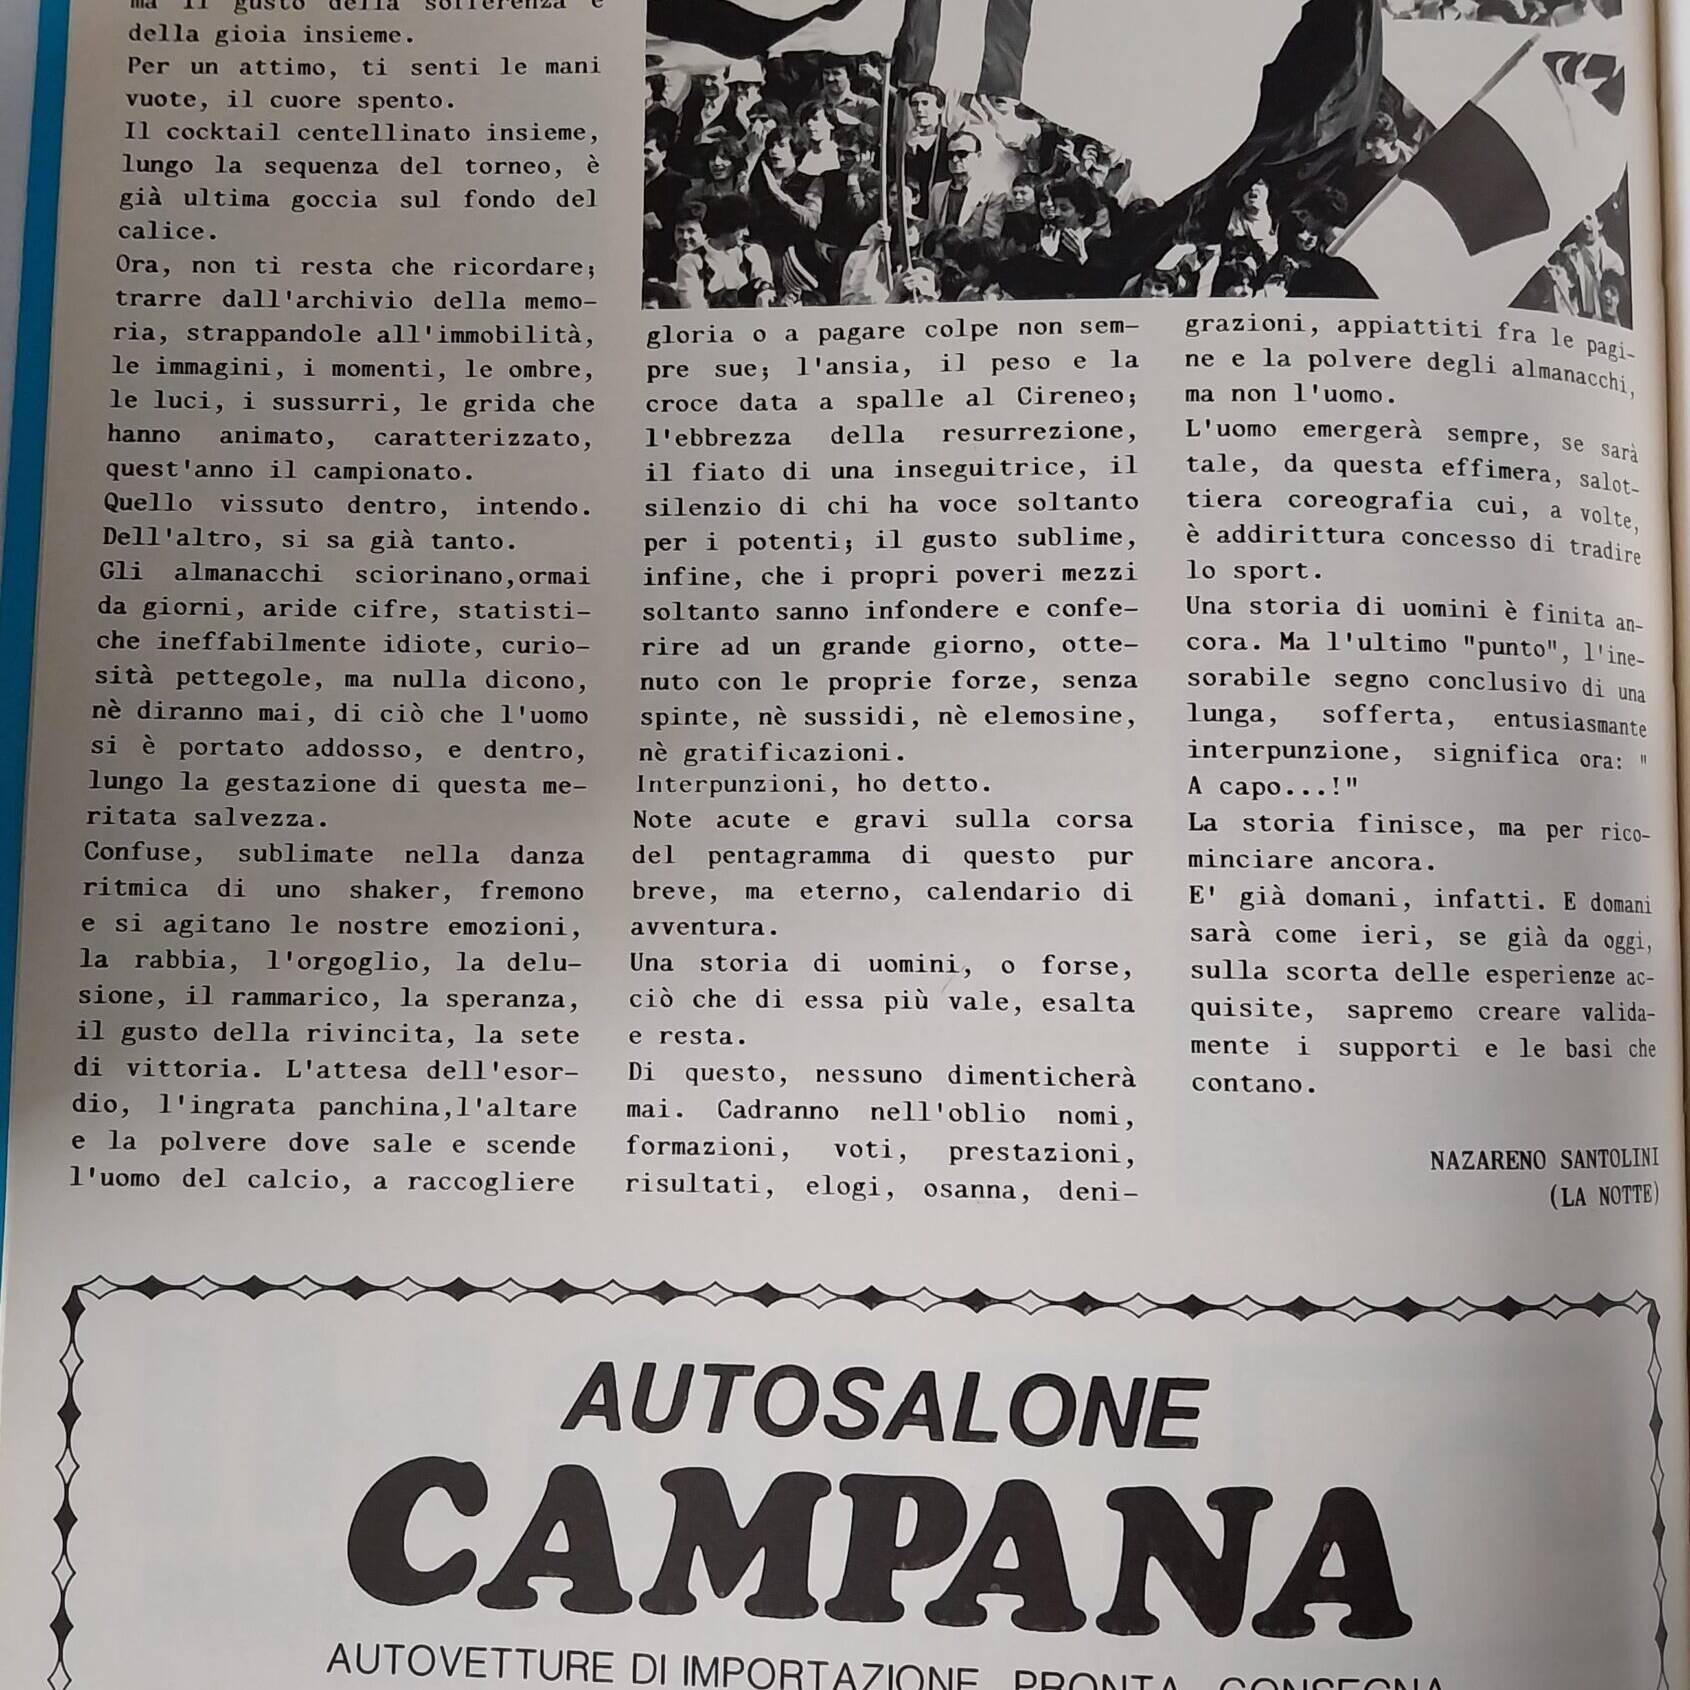 ma il gusto della sofferenza e
della gioia insieme.
Per un attimo, ti senti le mani
vuote, il cuore spento.
Il cocktail centellinato insieme,
lungo la sequenza del torneo, è
già ultima goccia sul fondo del
calice.
Ora, non ti resta che ricordare;
trarre dall'archivio della memo-
ria, strappandole all'immobilità,
le immagini, i momenti, le ombre,
le luci, i sussurri, le grida che
hanno animato, caratterizzato,
quest'anno il campionato.
Quello vissuto dentro, intendo.
Dell'altro, si sa già tanto.
Gli almanacchi sciorinano,ormai
da giorni, aride cifre, statisti-
che ineffabilmente idiote, curio-
sità pettegole, ma nulla dicono,
nè diranno mai, di ciò che l'uomo
si è portato addosso, e dentro,
lungo la gestazione di questa me-
ritata salvezza.
Confuse, sublimate nella danza
ritmica di uno shaker, fremono
e si agitano le nostre emozioni,
la rabbia, l'orgoglio, la delu-
sione, il rammarico, la speranza,
il gusto della rivincita, la sete
di vittoria. L'attesa dell'esor-
dio, l'ingrata panchina,l'altare
e la polvere dove sale e scende
l'uomo del calcio, a raccogliere
gloria o a pagare colpe non sem-
pre sue; l'ansia, il peso e la
croce data a spalle al Cireneo;
l'ebbrezza della resurrezione,
il fiato di una inseguitrice, il
silenzio di chi ha voce soltanto
per i potenti; il gusto sublime,
infine, che i propri poveri mezzi
soltanto sanno infondere e confe-
rire ad un grande giorno, otte-
nuto con le proprie forze, senza
spinte, nè sussidi, nè elemosine,
nè gratificazioni.
Interpunzioni, ho detto.
Note acute e gravi sulla corsa
del pentagramma di questo pur
breve, ma eterno, calendario di
avventura.
Una storia di uomini, o forse,
ciò che di essa più vale, esalta
e resta.
Di questo, nessuno dimenticherà
mai. Cadranno nell'oblio nomi,
formazioni, voti, prestazioni,
risultati, elogi, osanna, deni-
grazioni, appiattiti fra le pagi-
ne e la polvere degli almanacchi,
ma non l'uomo.
L'uomo emergerà sempre, se sarà
tale, da questa effimera, salot-
tiera coreografia cui, a volte,
è addirittura concesso di tradire
lo sport.
Una storia di uomini è finita an-
cora. Ma l'ultimo "punto", l'ine-
sorabile segno conclusivo di una
lunga, sofferta, entusiasmante
interpunzione, significa ora: "
A capo...!"
La storia finisce, ma per rico-
minciare ancora.
E' già domani, infatti. E domani
sarà come ieri, se già da oggi,
sulla scorta delle esperienze ac-
quisite, sapremo creare valida-
mente i supporti e le basi che
contano.
NAZARENO SANTOLINI
(LA NOTTE)
AUTOSALONE
CAMPANA
AUTOVETTURE DI IMPORTAZIONE PRONTA CONSEGNA